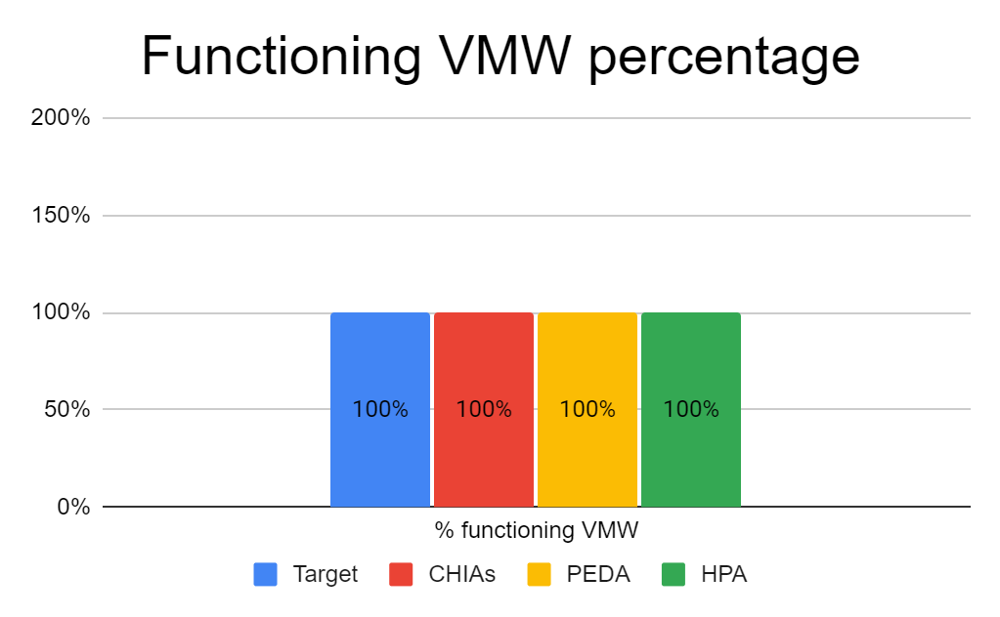 Functioning VMW percentage
200%
150%
100%
50%
0%
100% 100% 100% 100%
% functioning VMW
Target CHIAs PEDA HPA